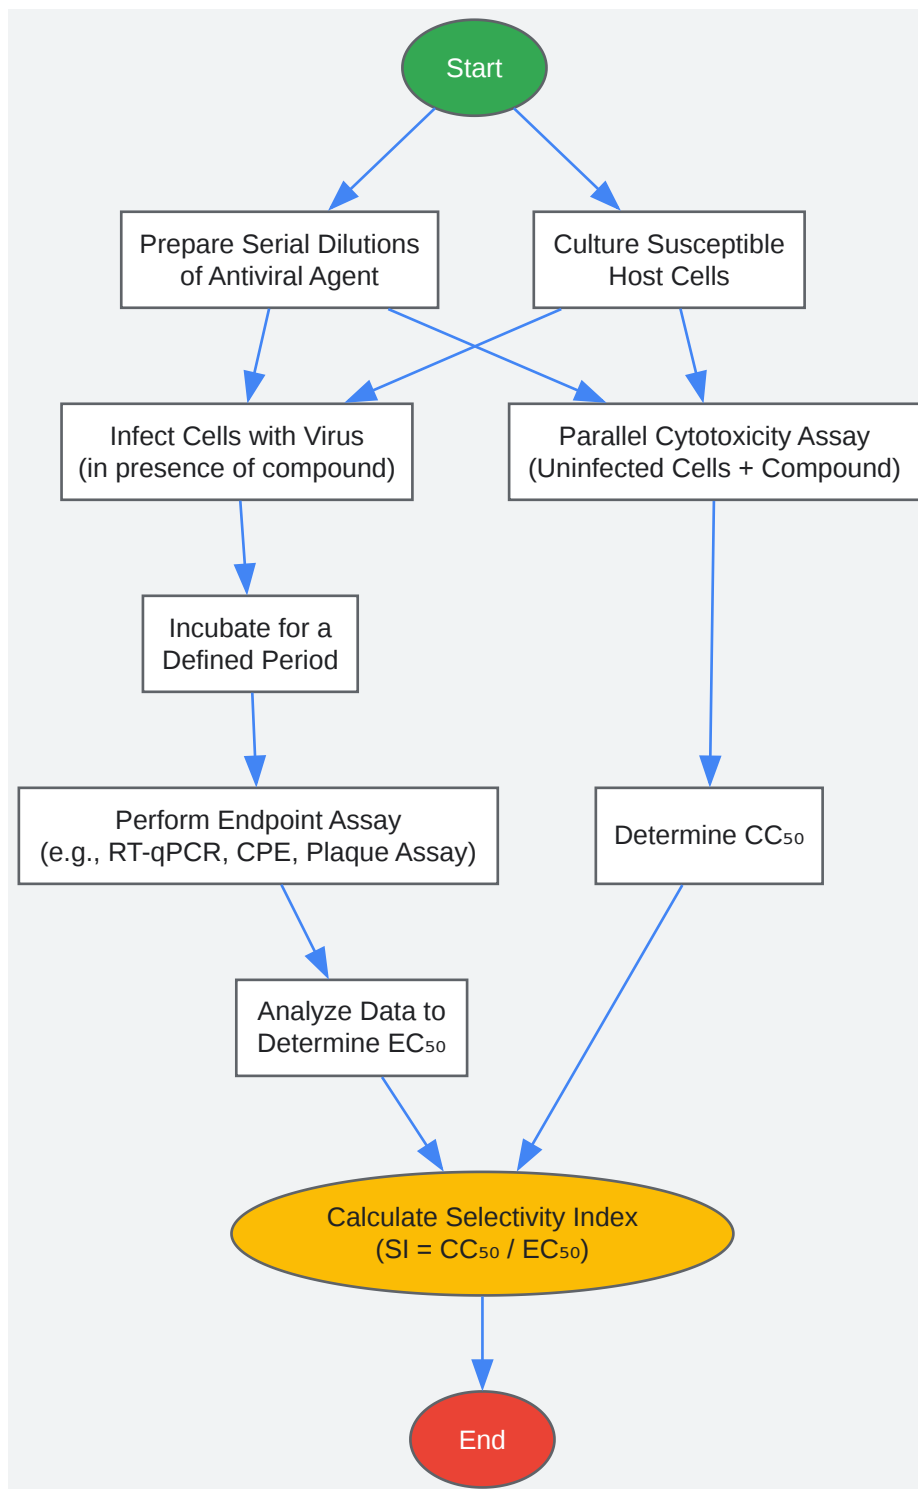 Start
Prepare Serial Dilutions
of Antiviral Agent
Culture Susceptible
Host Cells
Infect Cells with Virus
(in presence of compound)
Parallel Cytotoxicity Assay
(Uninfected Cells + Compound)
Incubate for a
Defined Period
Perform Endpoint Assay
(e.g., RT-qPCR, CPE, Plaque Assay)
Determine CC₅₀
Analyze Data to
Determine EC₅₀
Calculate Selectivity Index
(SI = CC₅₀ / EC₅₀)
End